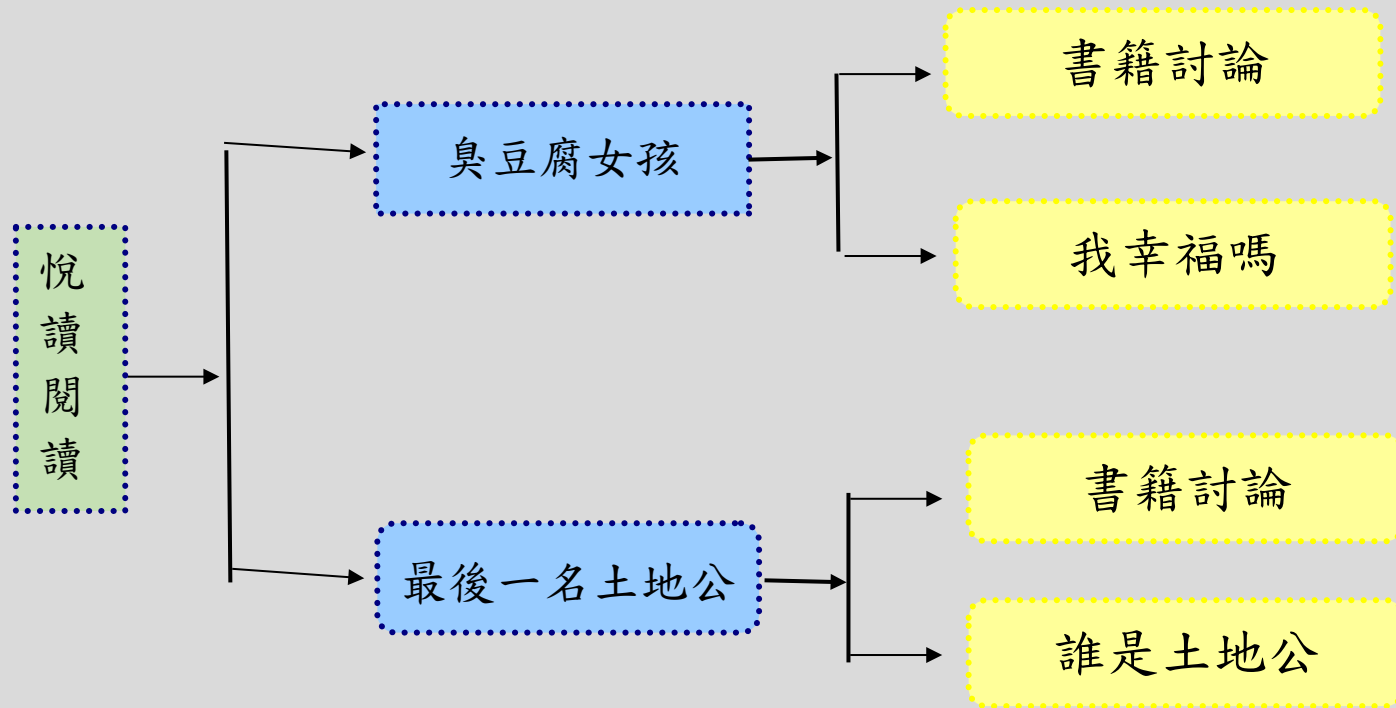 悅讀閱讀
臭豆腐女孩
書籍討論
我幸福嗎
最後一名土地公
書籍討論
誰是土地公